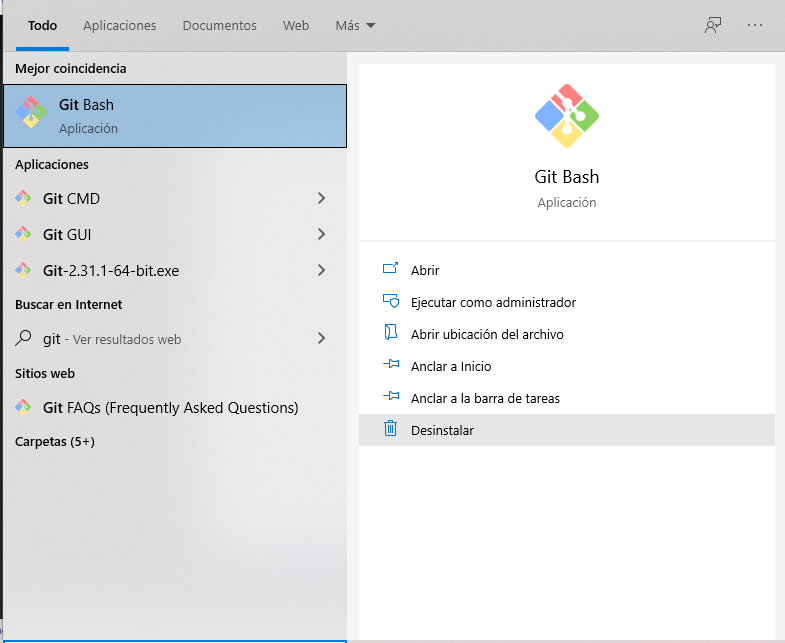 Todo Aplicaciones Documentos Web Más
Mejor coincidencia
Git Bash
Aplicación
Aplicaciones
Git CMD
Git GUI
Git-2.31.1-64-bit.exe
Buscar en Internet
git - Ver resultados web
Sitios web
Git FAQs (Frequently Asked Questions)
Carpetas (5+)
Git Bash
Aplicación
Abrir
Ejecutar como administrador
Abrir ubicación del archivo
Anclar a Inicio
Anclar a la barra de tareas
Desinstalar